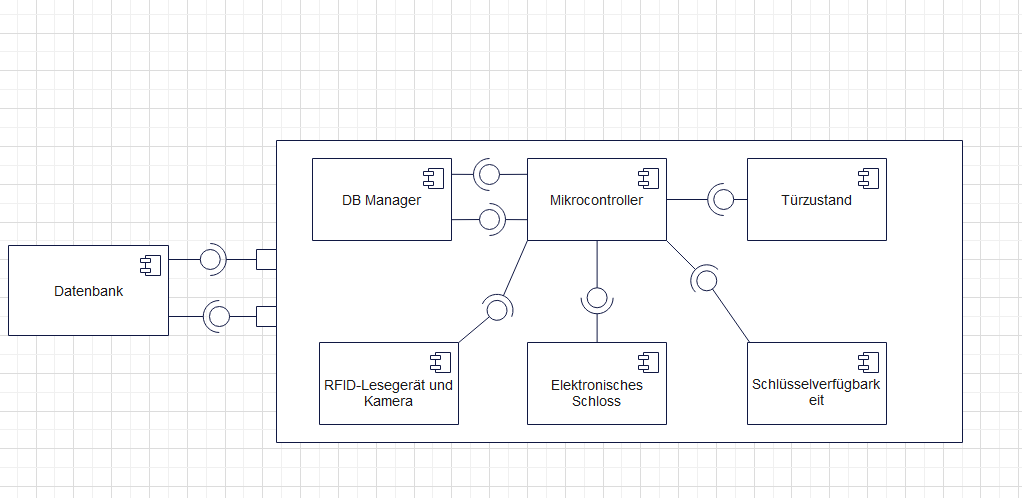 DB Manager
Mikrocontroller
Türzustand
Datenbank
RFID-Lesegerät und
Kamera
Elektronisches
Schloss
Schlüsselverfügbark
eit